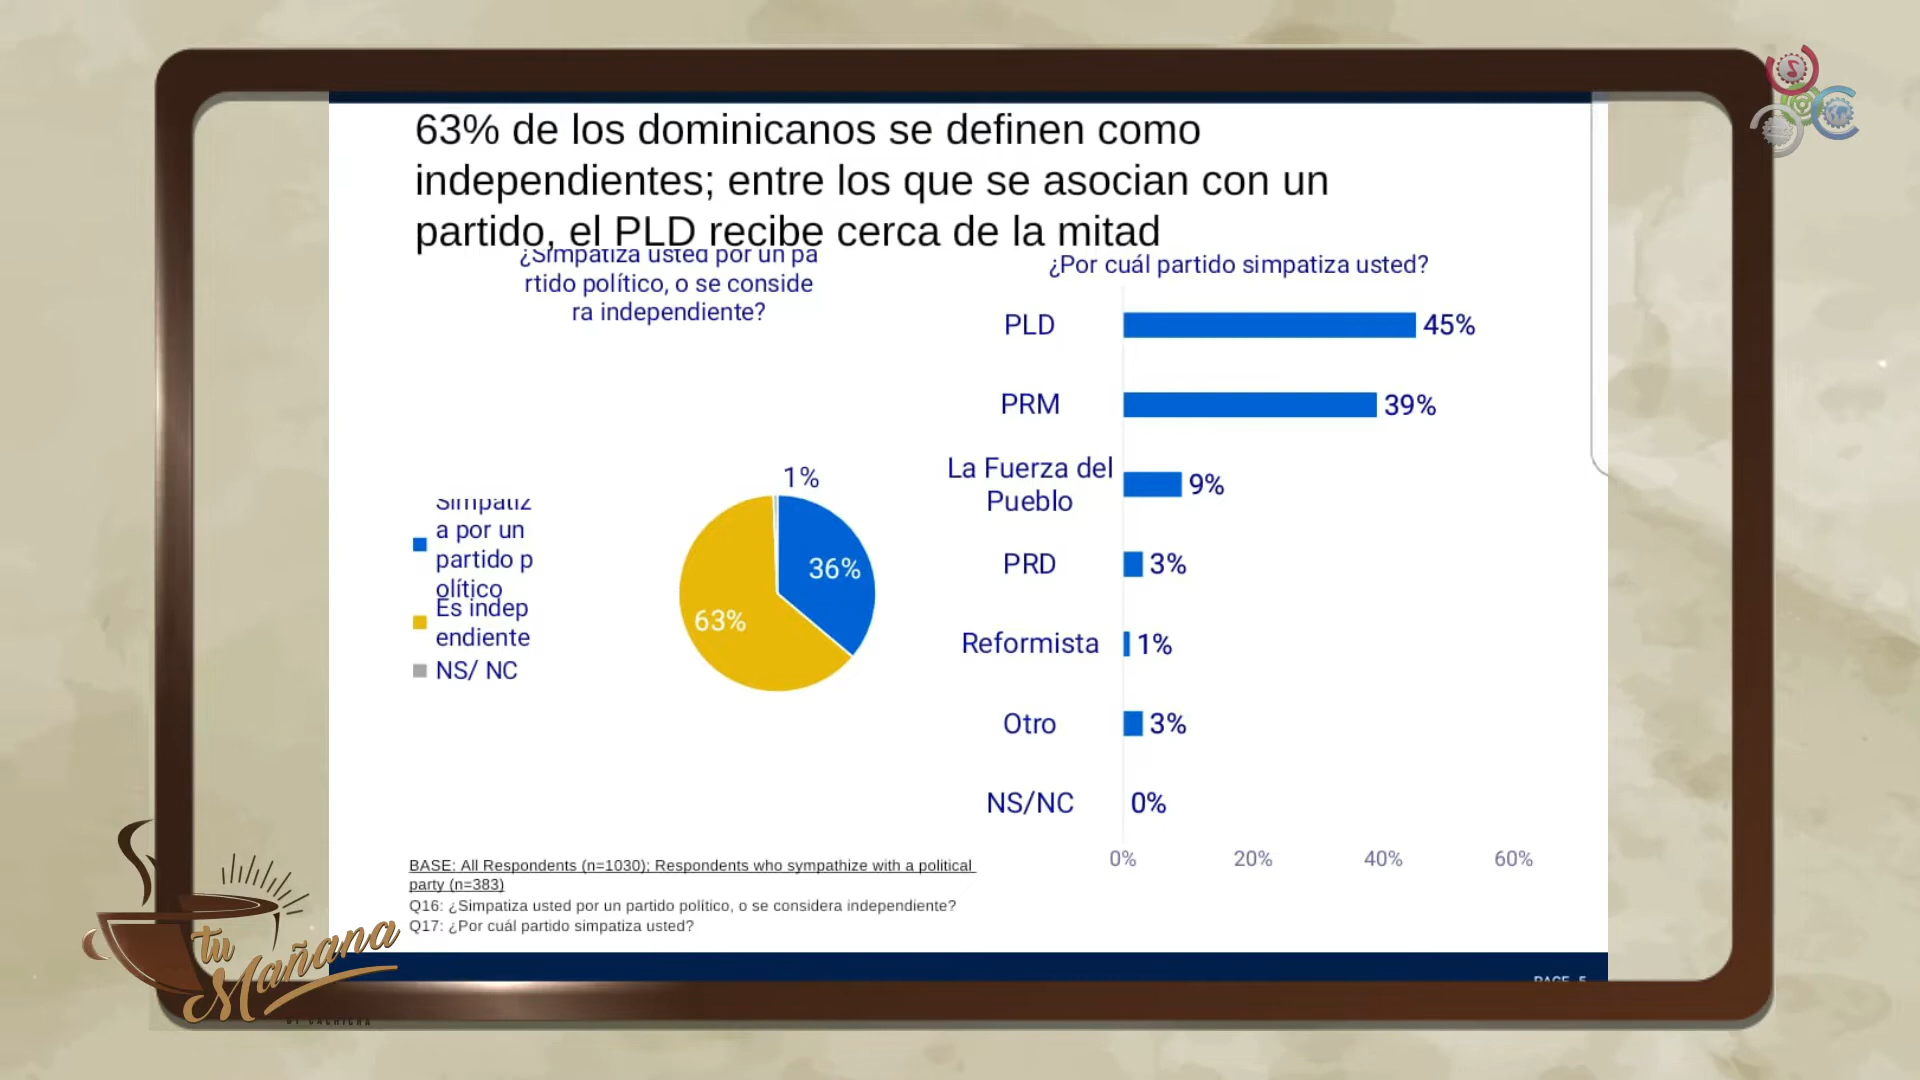 63% de los dominicanos se definen como
independientes; entre los que se asocian con un
partido, el PLD recibe cerca de la mitad
¿Simpatiza usted por un pa
rtido político, o se conside
ra independiente?
Simpatiz
a por un
partido p
olítico
Es indep
endiente
NS/ NC
1%
36%
63%
¿Por cuál partido simpatiza usted?
PLD 45%
PRM 39%
La Fuerza del
Pueblo 9%
PRD 3%
Reformista 1%
Otro 3%
NS/NC 0%
0% 20% 40% 60%
BASE: All Respondents (n=1030); Respondents who sympathize with a political
party (n=383)
Q16: ¿Simpatiza usted por un partido político, o se considera independiente?
Q17: ¿Por cuál partido simpatiza usted?
PAGE 5
tu
Mañana